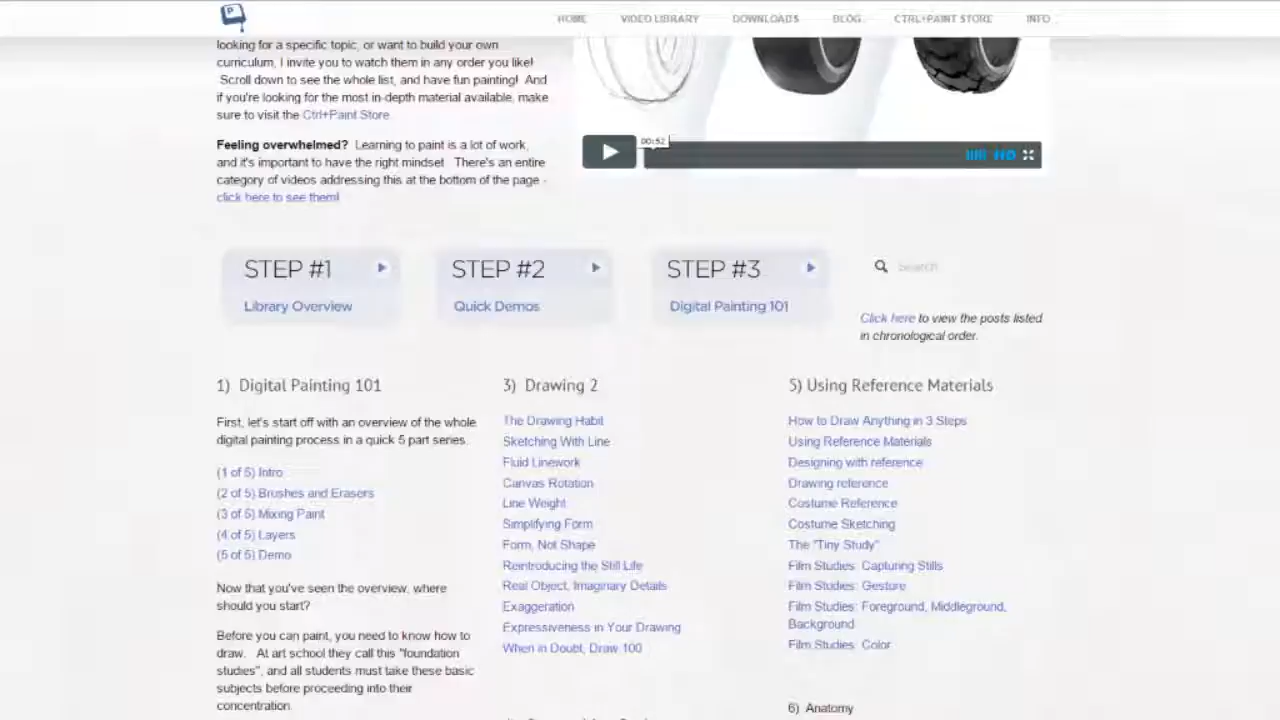 HOME VIDEO LIBRARY DOWNLOADS BLOG CTRL+PAINT STORE INFO
looking for a specific topic, or want to build your own
curriculum, I invite you to watch them in any order you like!
Scroll down to see the whole list, and have fun painting! And
if you're looking for the most in-depth material available, make
sure to visit the Ctrl+Paint Store
Feeling overwhelmed? Learning to paint is a lot of work,
and it's important to have the right mindset There's an entire
category of videos addressing this at the bottom of the page -
click here to see them!
00:52
HD
STEP #1
Library Overview
STEP #2
Quick Demos
STEP #3
Digital Painting 101
search
Click here to view the posts listed
in chronological order.
1) Digital Painting 101
First, let's start off with an overview of the whole
digital painting process in a quick 5 part series.
(1 of 5) Intro
(2 of 5) Brushes and Erasers
(3 of 5) Mixing Paint
(4 of 5) Layers
(5 of 5) Demo
Now that you've seen the overview, where
should you start?
Before you can paint, you need to know how to
draw. At art school they call this "foundation
studies", and all students must take these basic
subjects before proceeding into their
concentration.
3) Drawing 2
The Drawing Habit
Sketching With Line
Fluid Linework
Canvas Rotation
Line Weight
Simplifying Form
Form, Not Shape
Reintroducing the Still Life
Real Object, Imaginary Details
Exaggeration
Expressiveness in Your Drawing
When in Doubt, Draw 100
5) Using Reference Materials
How to Draw Anything in 3 Steps
Using Reference Materials
Designing with reference
Drawing reference
Costume Reference
Costume Sketching
The "Tiny Study"
Film Studies: Capturing Stills
Film Studies: Gesture
Film Studies: Foreground, Middleground,
Background
Film Studies: Color
6) Anatomy